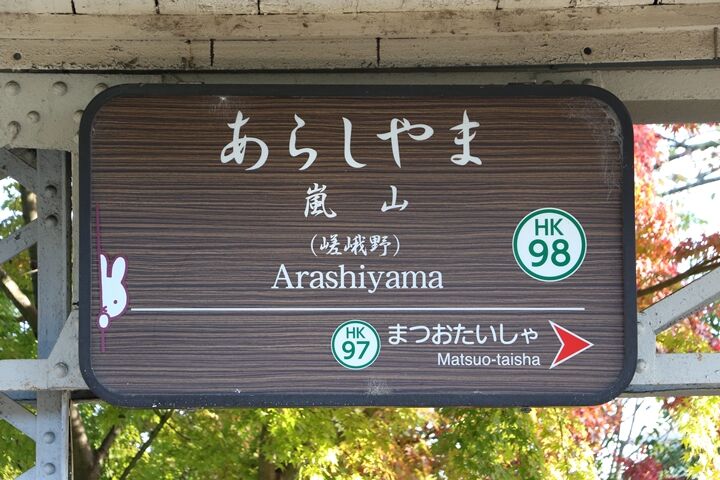 あらしやま
嵐山
(嵯峨野)
Arashiyama
HK
98
HK
97
まつおたいしゃ
Matsuo-taisha